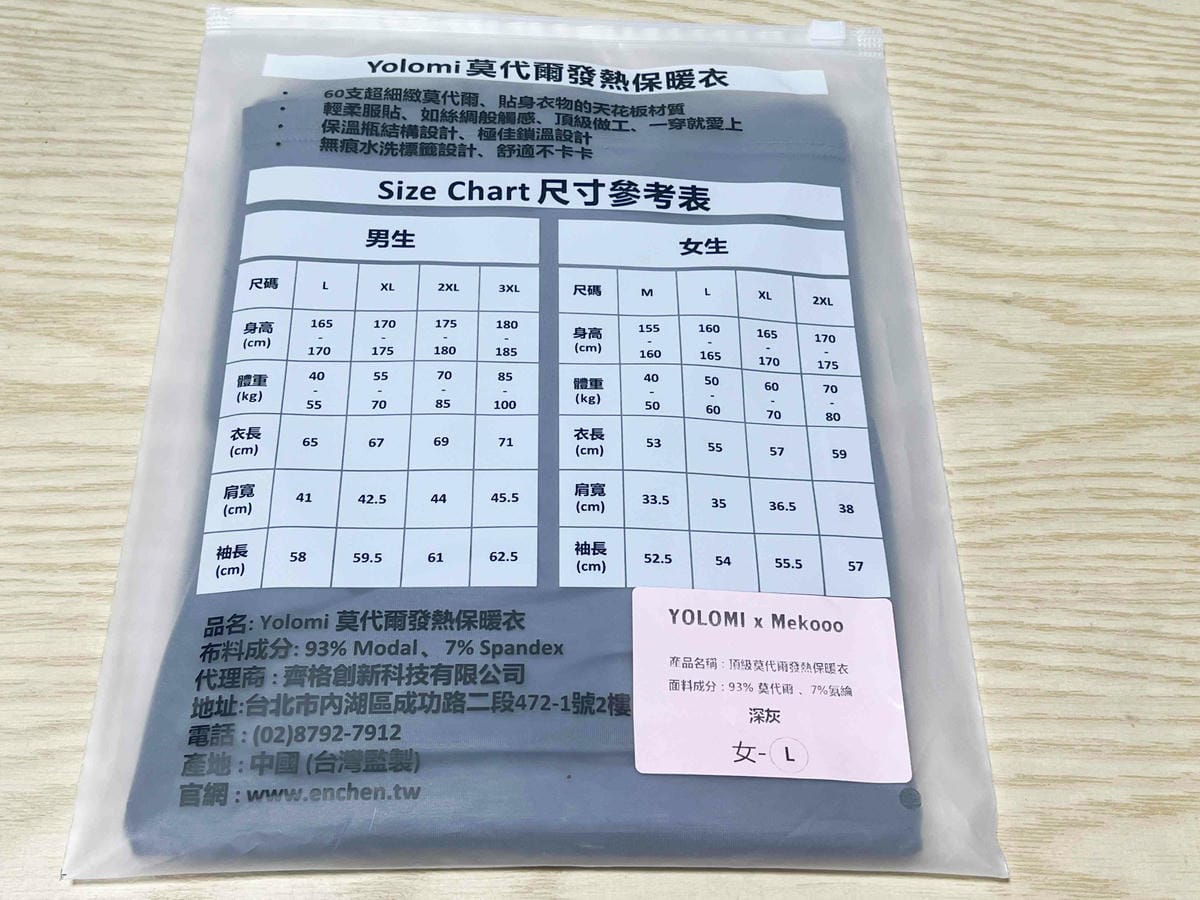 Yolomi 莫代爾發熱保暖衣
• 60支超細緻莫代爾、貼身衣物的天花板材質
• 輕柔服貼、如絲綢般觸感、頂級做工、一穿就愛上
• 保溫瓶結構設計、極佳鎖溫設計
• 無痕水洗標籤設計、舒適不卡卡
Size Chart 尺寸參考表
男生
尺碼 L XL 2XL 3XL
身高 (cm) 165-170 170-175 175-180 180-185
體重 (kg) 40-55 55-70 70-85 85-100
衣長 (cm) 65 67 69 71
肩寬 (cm) 41 42.5 44 45.5
袖長 (cm) 58 59.5 61 62.5
女生
尺碼 M L XL 2XL
身高 (cm) 155-160 160-165 165-170 170-175
體重 (kg) 40-50 50-60 60-70 70-80
衣長 (cm) 53 55 57 59
肩寬 (cm) 33.5 35 36.5 38
袖長 (cm) 52.5 54 55.5 57
品名: Yolomi 莫代爾發熱保暖衣
布料成分: 93% Modal、7% Spandex
代理商：齊格創新科技有限公司
地址:台北市內湖區成功路二段472-1號2樓
電話：(02)8792-7912
產地：中國 (台灣監製)
官網：www.enchen.tw
YOLOMI x Mekooo
產品名稱：頂級莫代爾發熱保暖衣
面料成分：93% 莫代爾、7%氨綸
深灰
女-L